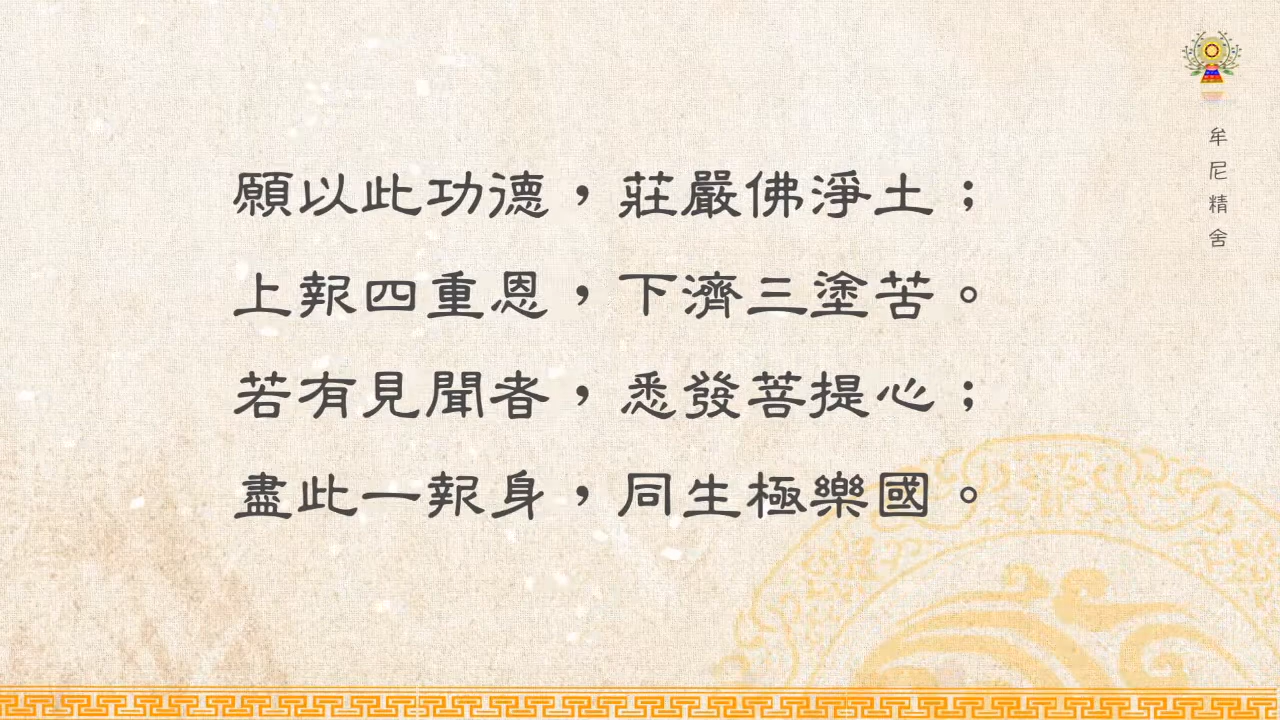 願以此功德，莊嚴佛淨土；
上報四重恩，下濟三塗苦。
若有見聞者，悉發菩提心；
盡此一報身，同生極樂國。
牟尼精舍